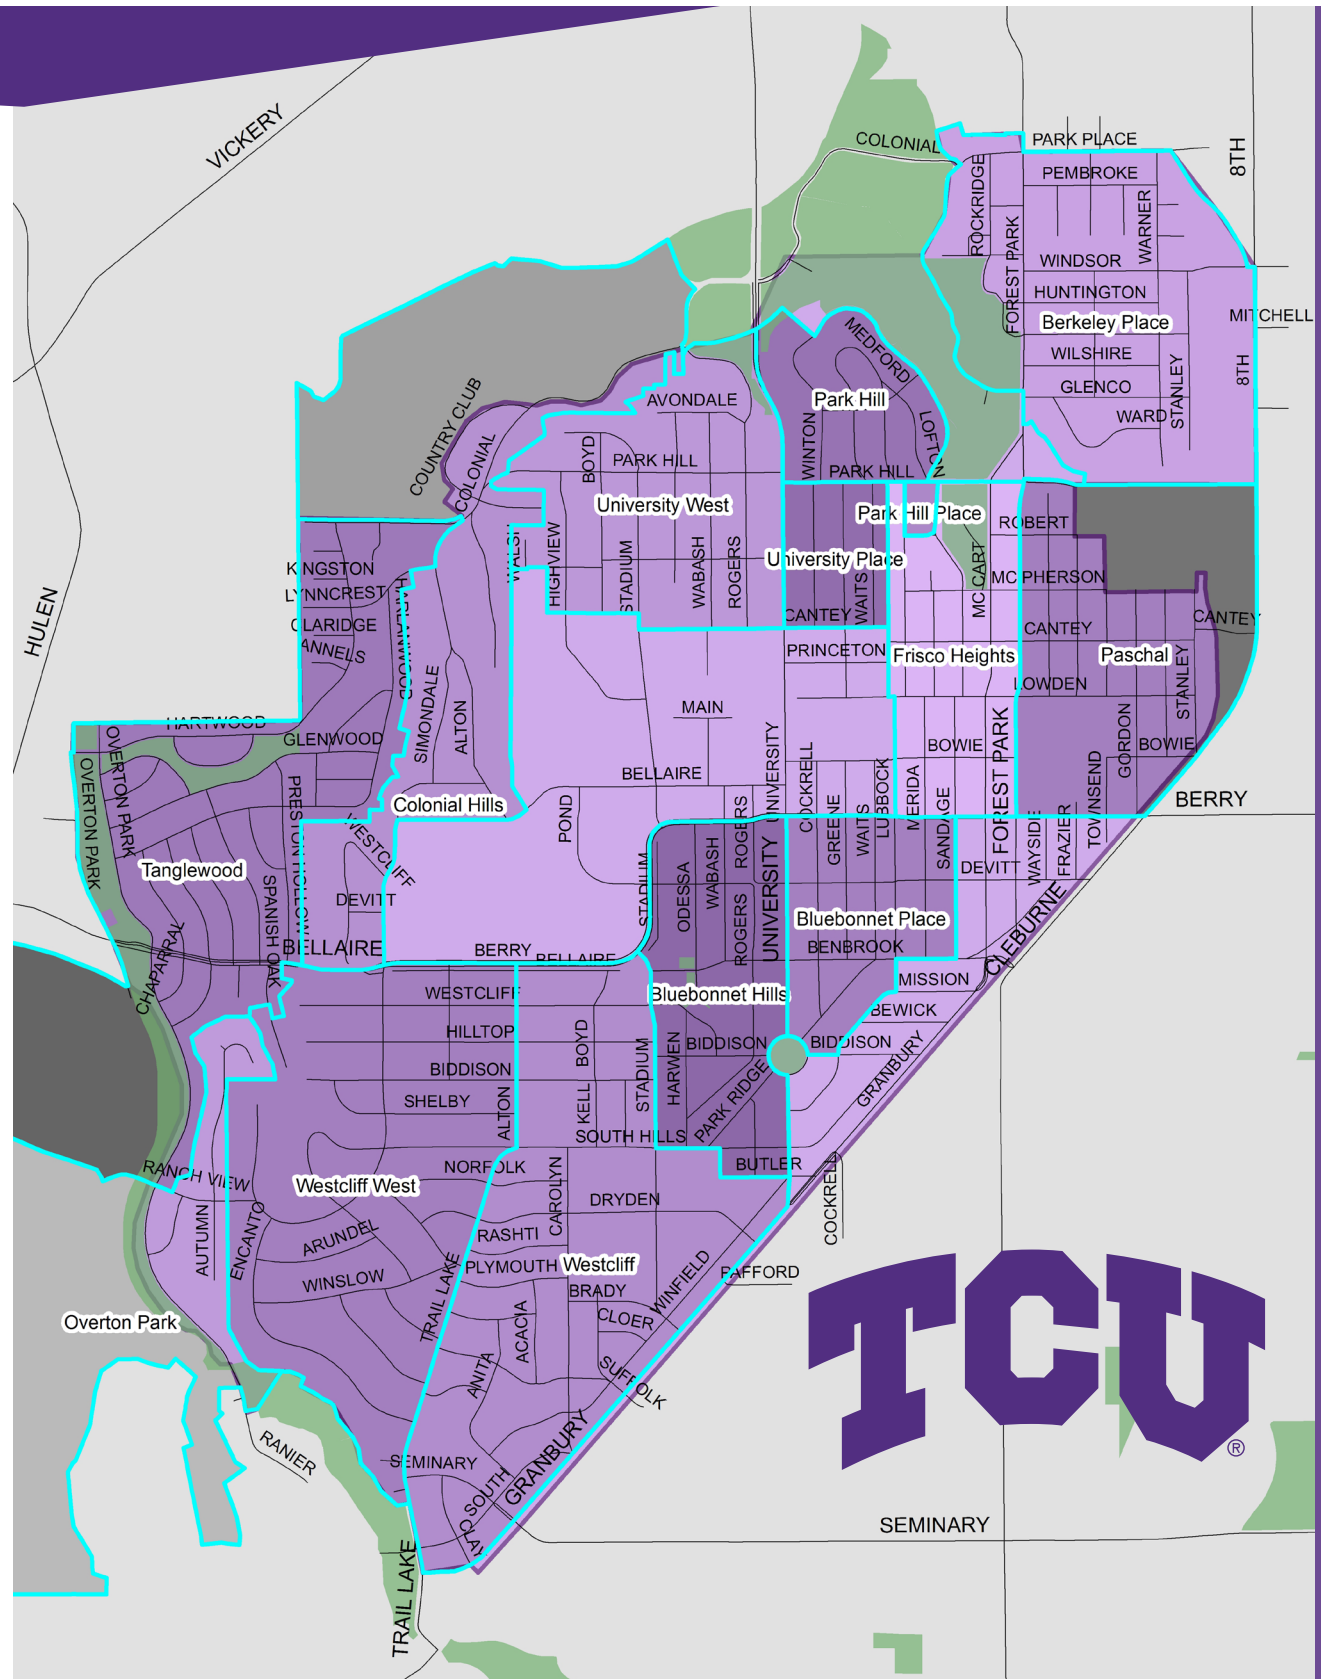 VICKERY
COLONIAL
PARK PLACE
8TH
PEMBROKE
ROCKRIDGE
WARNER
FOREST PARK
WINDSOR
HUNTINGTON
MITCHELL
Berkeley Place
MEDFORD
WILSHIRE
8TH
STANLEY
GLENCO
AVONDALE
Park Hill
WARD
COUNTRY CLUB
COLONIAL
BOYD
PARK HILL
WINTON
LOFTON
PARK HILL
University West
Park Hill Place
ROBERT
WALSH
HIGHVIEW
STADIUM
WABASH
ROGERS
University Place
KINGSTON
LYNNCREST
HARLANWOOD
WAITS
MC CART
MC PHERSON
HULEN
CLARIDGE
ANNELS
CANTEY
CANTEY
CANTEY
PRINCETON
Frisco Heights
Paschal
STANLEY
LOWDEN
SIMONDALE
ALTON
MAIN
HARTWOOD
GLENWOOD
OVERTON PARK
OVERTON PARK
BOWIE
BOWIE
GORDON
FOREST PARK
UNIVERSITY
BELLAIRE
COCKRELL
GREENE
WAITS
LUBBOCK
MERIDA
SANDAGE
TOWNSEND
BERRY
PRESTON HOLLOW
Colonial Hills
POND
ROGERS
WESTCLIFF
WAYSIDE
FRAZIER
Tanglewood
DEVITT
DEVITT
SPANISH OAK
STADIUM
ODESSA
WABASH
UNIVERSITY
Bluebonnet Place
CLEBURNE
CHAPARRAL
BELLAIRE
BERRY
BELLAIRE
ROGERS
BENBROOK
MISSION
WESTCLIFF
Bluebonnet Hills
BEWICK
HILLTOP
BOYD
BIDDISON
BIDDISON
BIDDISON
STADIUM
HARWEN
PARK RIDGE
GRANBURY
SHELBY
ALTON
KELL
SOUTH HILLS
RANCH VIEW
NORFOLK
BUTLER
Westcliff West
CAROLYN
DRYDEN
COCKRELL
AUTUMN
ENCANTO
ARUNDEL
RASHTI
PLYMOUTH
Westcliff
WINFIELD
PAFFORD
WINSLOW
TRAIL LAKE
BRADY
CLOER
Overton Park
ACACIA
ANITA
SUFFOLK
TCU
®
RANIER
SEMINARY
GRANBURY
SOUTH
CLAY
SEMINARY
TRAIL LAKE